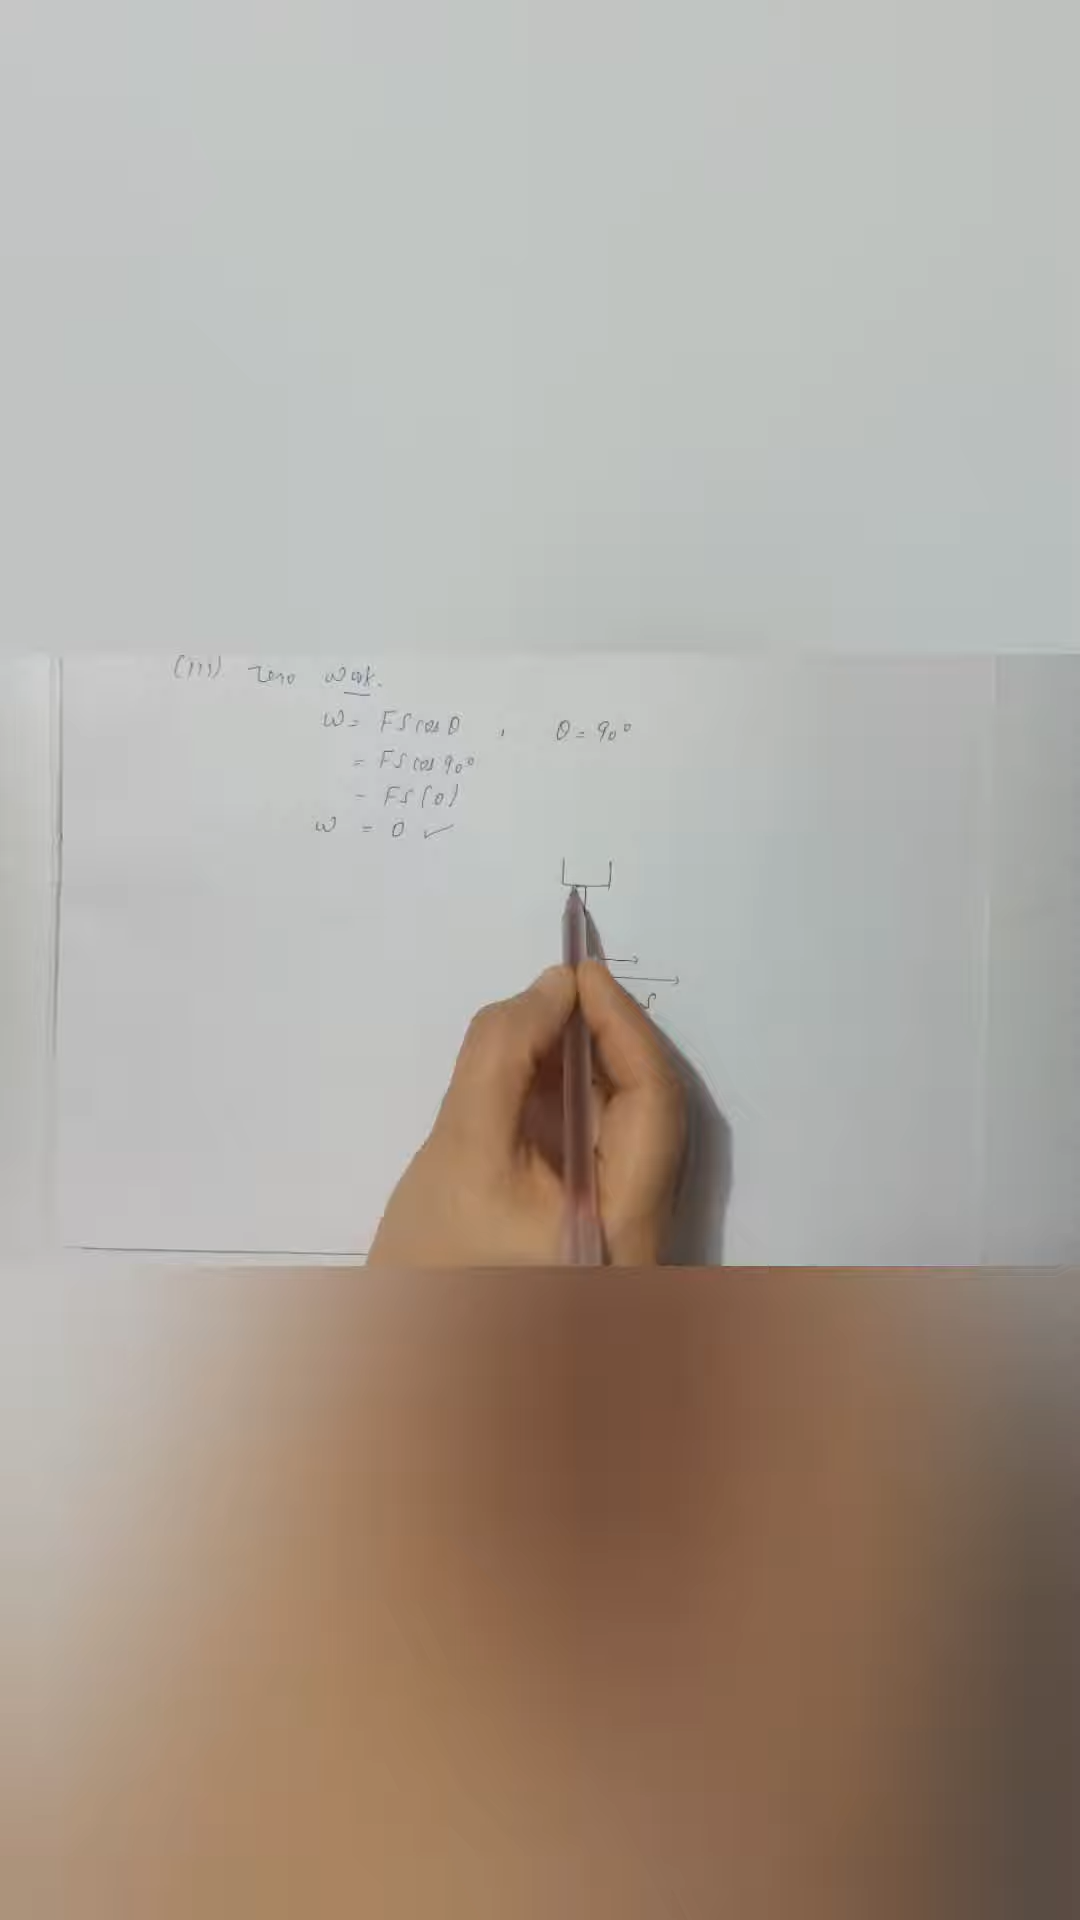 (iii) Zero Work.
W = FS cos θ , θ = 90°
= FS cos 90°
= FS (0)
W = 0 ✓
S